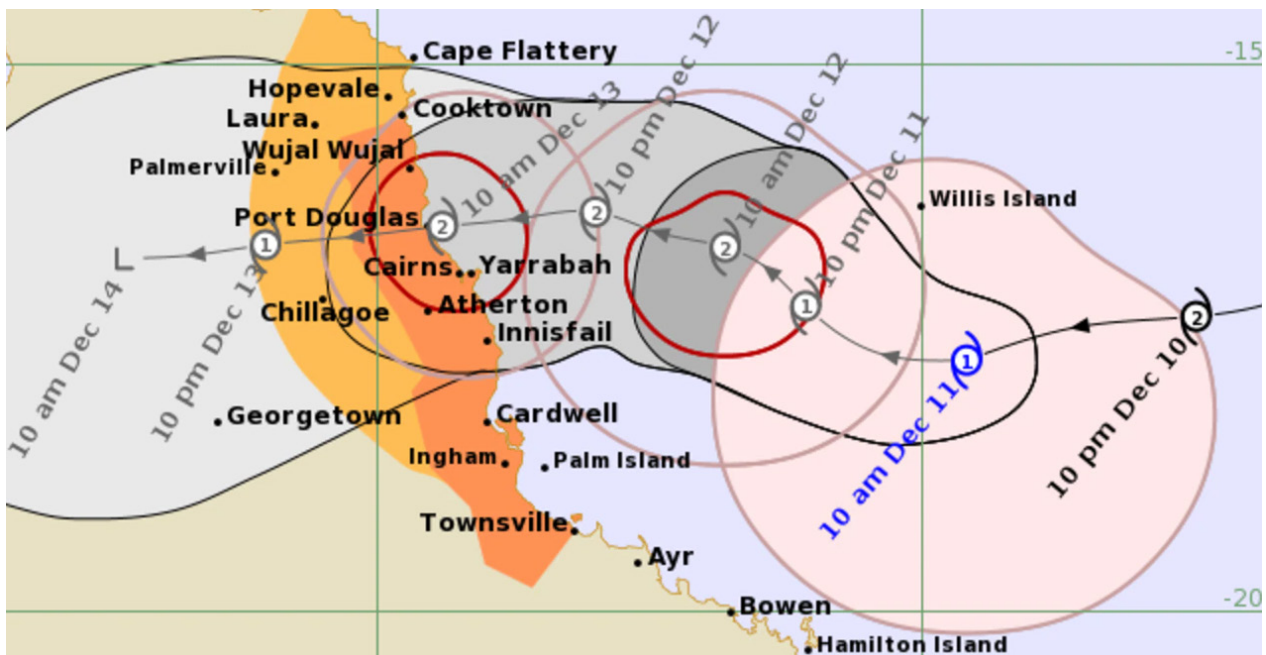 Cape Flattery
-15
Hopevale
Cooktown
Laura
Wujal Wujal
Palmerville
Willis Island
Port Douglas
Cairns
Yarrabah
Atherton
Chillagoe
Innisfail
Georgetown
Cardwell
Ingham
Palm Island
Townsville
Ayr
Bowen
-20
Hamilton Island
2
10 pm Dec 10
1
10 am Dec 11
1
10 pm Dec 11
2
10 am Dec 12
2
10 pm Dec 12
2
10 am Dec 13
1
10 pm Dec 13
L
10 am Dec 14